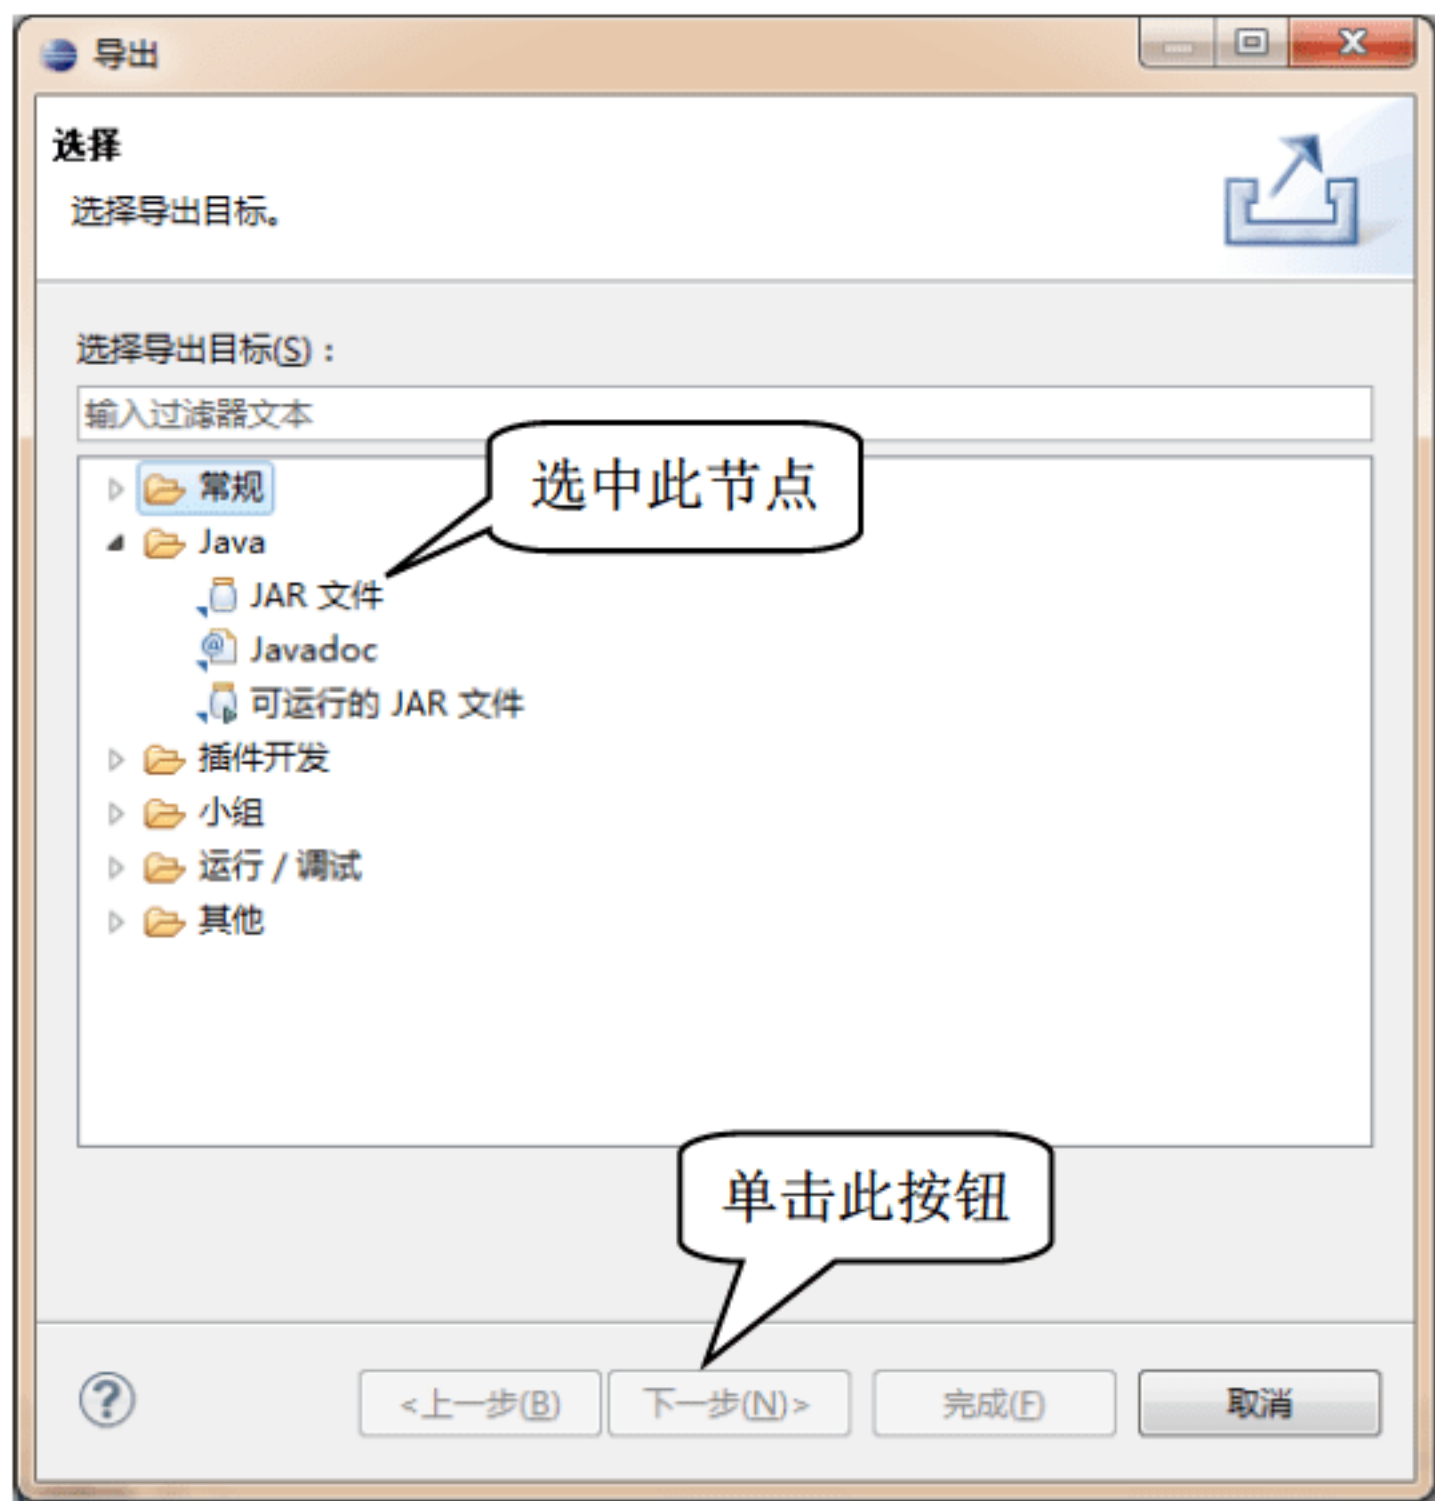 导出
选择
选择导出目标。
选择导出目标(S)：
输入过滤器文本
常规
选中此节点
Java
JAR 文件
Javadoc
可运行的 JAR 文件
插件开发
小组
运行 / 调试
其他
单击此按钮
<上一步(B)
下一步(N)>
完成(F)
取消